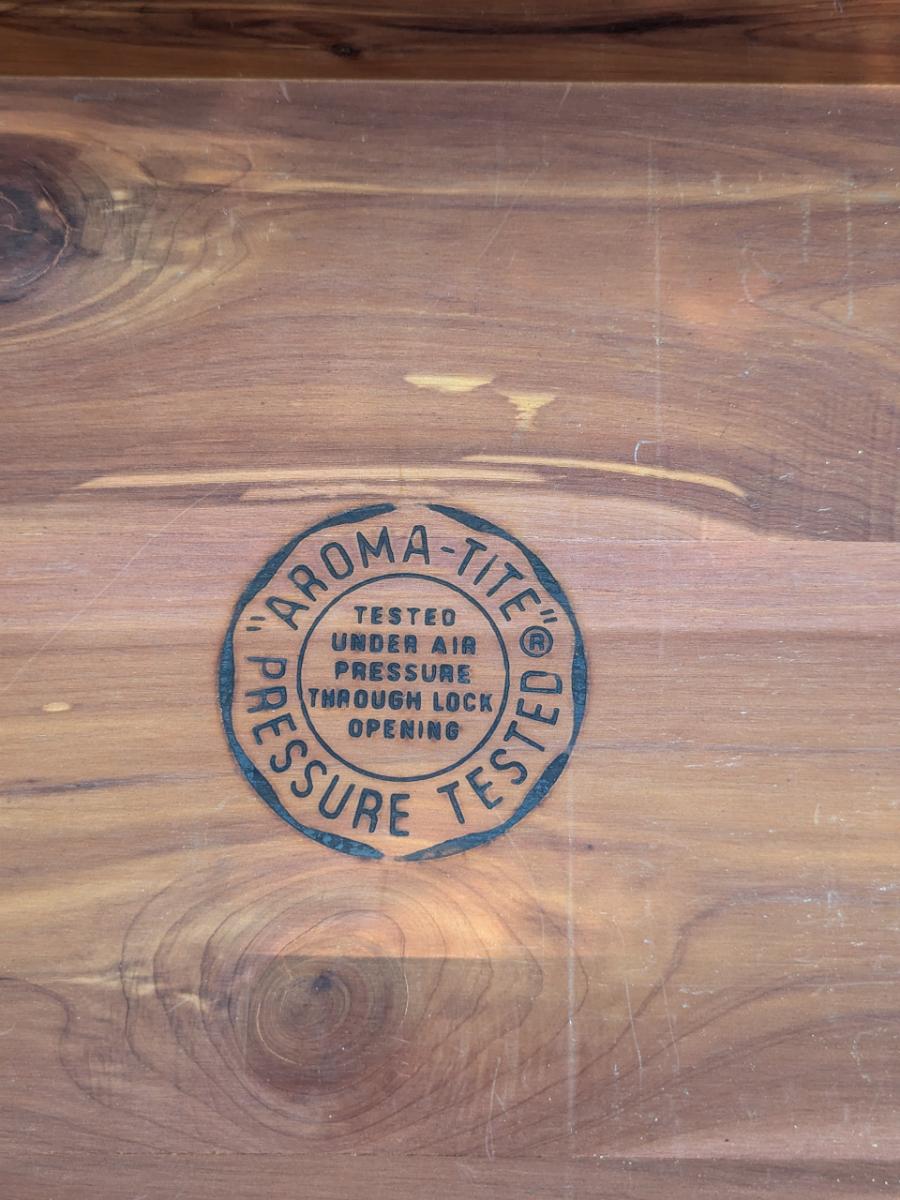 "AROMA-TITE"®
PRESSURE TESTED
TESTED
UNDER AIR
PRESSURE
THROUGH LOCK
OPENING